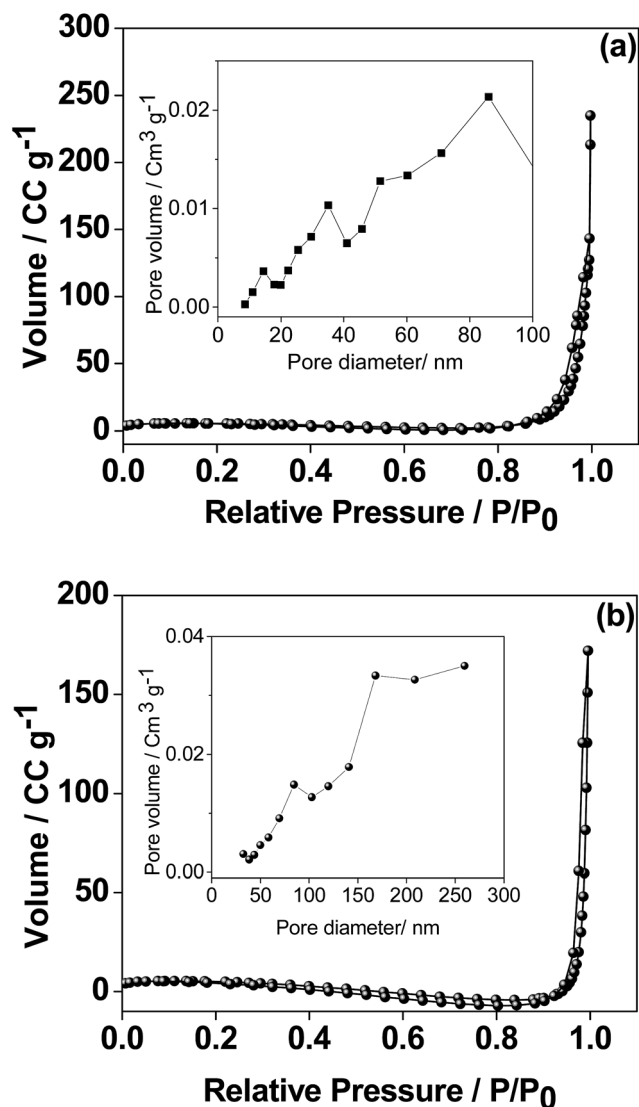 (a)
300
250
200
150
100
50
0
Volume / CC g-1
0.02
0.01
0.00
Pore volume / Cm3 g-1
0 20 40 60 80 100
Pore diameter/ nm
0.0 0.2 0.4 0.6 0.8 1.0
Relative Pressure / P/P0
(b)
200
150
100
50
0
Volume / CC g-1
0.04
0.02
0.00
Pore volume / Cm3 g-1
0 50 100 150 200 250 300
Pore diameter/ nm
0.0 0.2 0.4 0.6 0.8 1.0
Relative Pressure / P/P0